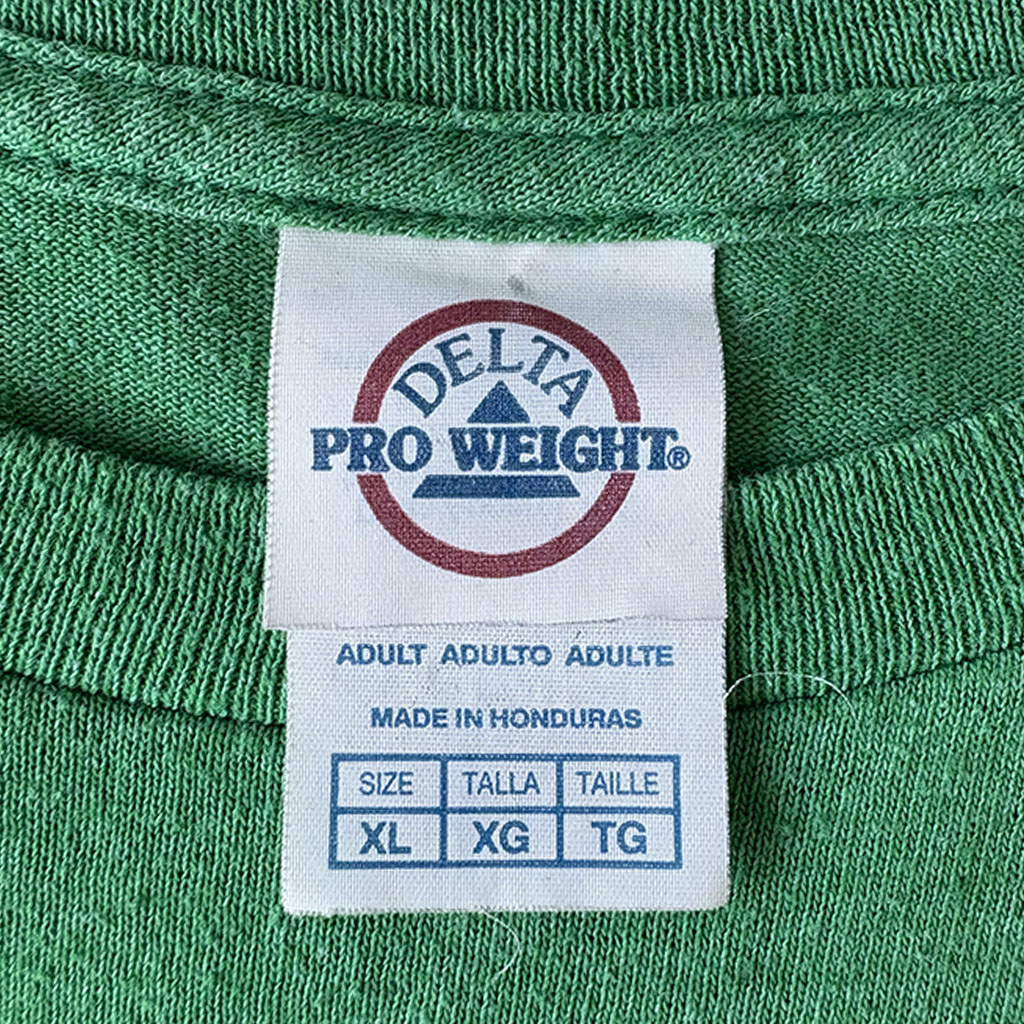 DELTA
PRO WEIGHT®
ADULT ADULTO ADULTE
MADE IN HONDURAS
SIZE TALLA TAILLE
XL XG TG